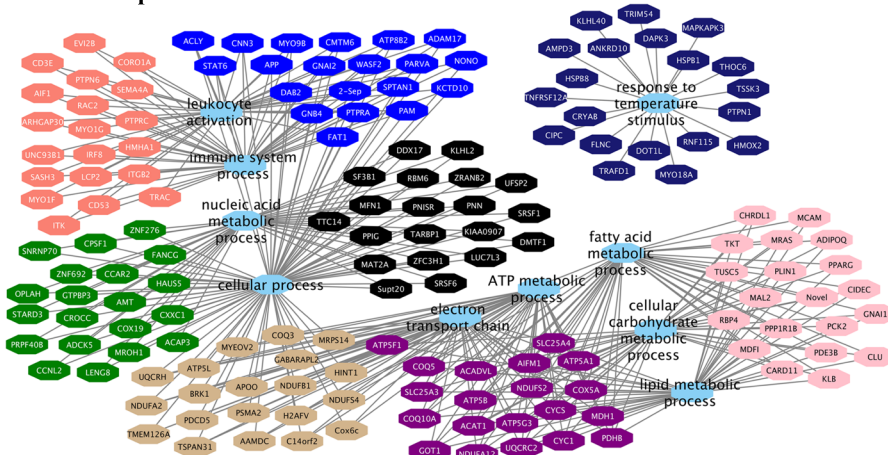 EVI2B
CD3E
CORO1A
PTPN6
SEMA4A
AIF1
RAC2
ARHGAP30
PTPRC
MYO1G
HMHA1
UNC93B1
IRF8
ITGB2
SASH3
LCP2
MYO1F
CD53
TRAC
ITK
ACLY
CNN3
MYO9B
CMTM6
ATP8B2
ADAM17
STAT6
APP
GNAI2
WASF2
PARVA
NONO
DAB2
2-Sep
SPTAN1
KCTD10
GNB4
PTPRA
PAM
FAT1
leukocyte
activation
immune system
process
nucleic acid
metabolic
process
cellular process
KLHL40
TRIM54
MAPKAPK3
AMPD3
ANKRD10
DAPK3
HSPB1
THOC6
HSPB8
TSSK3
TNFRSF12A
CRYAB
PTPN1
CIPC
FLNC
DOT1L
RNF115
HMOX2
TRAFD1
MYO18A
response to
temperature
stimulus
DDX17
KLHL2
SF3B1
RBM6
ZRANB2
UFSP2
MFN1
PNISR
PNN
SRSF1
TTC14
PPIG
TARBP1
KIAA0907
DMTF1
MAT2A
ZFC3H1
LUC7L3
Supt20
SRSF6
ZNF276
SNRNP70
CPSF1
FANCG
ZNF692
CCAR2
HAUS5
OPLAH
GTPBP3
AMT
STARD3
CROCC
CXXC1
COX19
PRPF40B
ADCK5
MROH1
ACAP3
CCNL2
LENG8
COQ3
MRPS14
MYEOV2
GABARAPL2
ATP5L
UQCRH
HINT1
APOO
NDUFB1
BRK1
NDUFS4
NDUFA2
PSMA2
H2AFV
PDCD5
Cox6c
TMEM126A
AAMDC
C14orf2
TSPAN31
ATP5F1
SLC25A4
COQ5
ACADVL
AIFM1
ATP5A1
SLC25A3
ATP5B
NDUFS2
COX5A
COQ10A
CYCS
MDH1
ACAT1
ATP5G3
PDHB
GOT1
UQCRC2
CYC1
NDUFA12
electron
transport chain
ATP metabolic
process
fatty acid
metabolic
process
cellular
carbohydrate
metabolic
process
lipid metabolic
process
CHRDL1
MCAM
TKT
MRAS
ADIPOQ
TUSC5
PLIN1
PPARG
MAL2
Novel
CIDEC
RBP4
PPP1R1B
PCK2
GNAI1
MDFI
PDE3B
CLU
CARD11
KLB